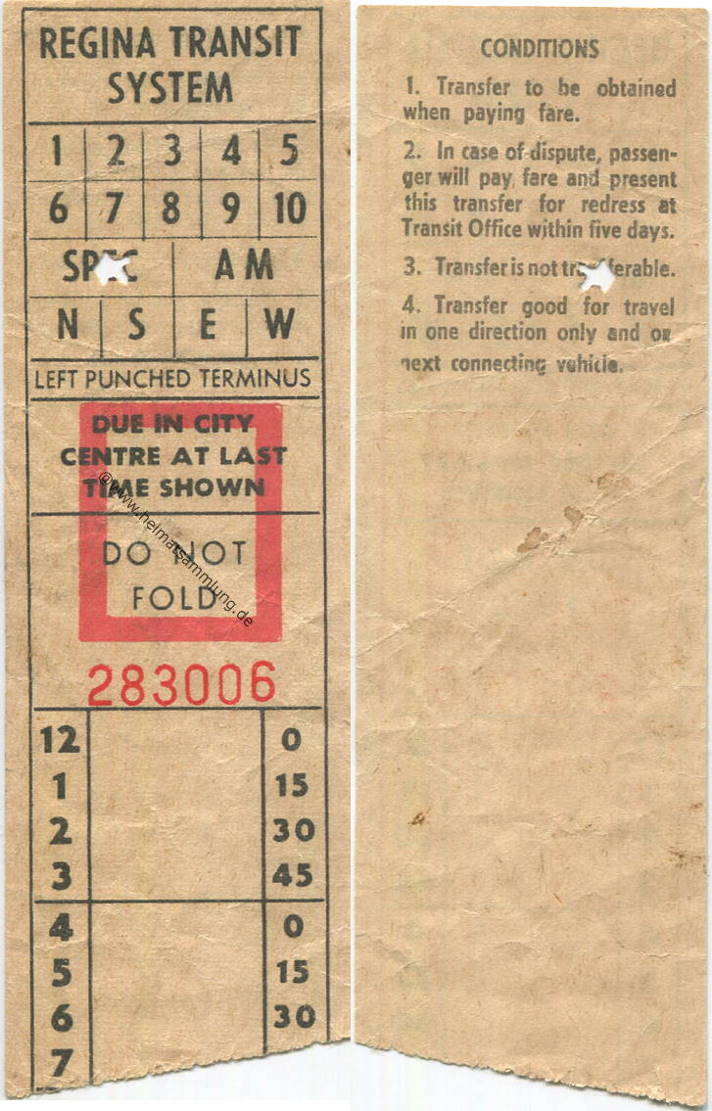 REGINA TRANSIT
SYSTEM
1 2 3 4 5
6 7 8 9 10
SPEC AM
N S E W
LEFT PUNCHED TERMINUS
DUE IN CITY
CENTRE AT LAST
TIME SHOWN
DO NOT
FOLD
@www.heimatsammlung.de
283006
12 0
1 15
2 30
3 45
4 0
5 15
6 30
7
CONDITIONS
1. Transfer to be obtained
when paying fare.
2. In case of dispute, passen-
ger will pay fare and present
this transfer for redress at
Transit Office within five days.
3. Transfer is not transferable.
4. Transfer good for travel
in one direction only and on
next connecting vehicle.